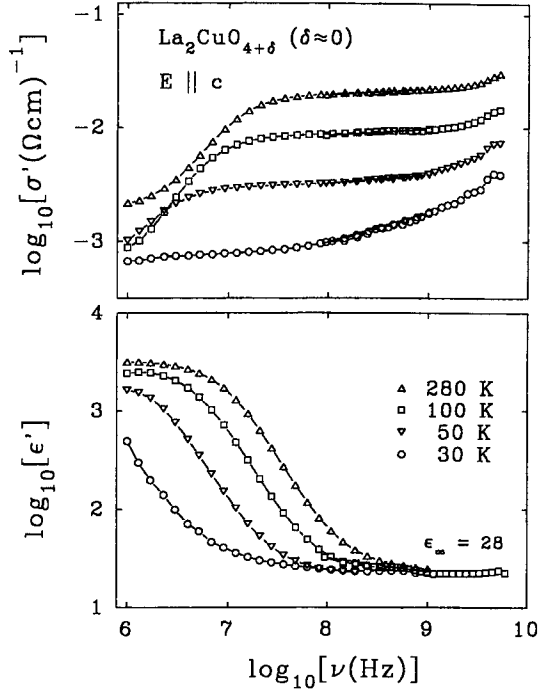 La₂CuO₄₊δ (δ≈0)
E || c
log₁₀[σ'(Ωcm)⁻¹]
−1
−2
−3
log₁₀[ϵ']
4
3
2
1
280 K
100 K
50 K
30 K
ϵ∞ = 28
6 7 8 9 10
log₁₀[ν(Hz)]